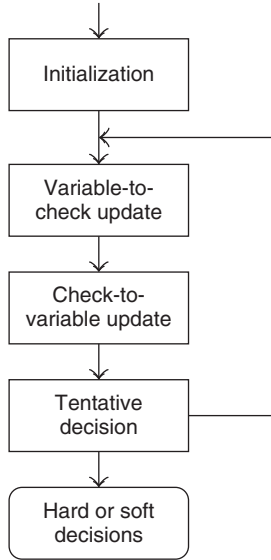 Initialization
Variable-to-
check update
Check-to-
variable update
Tentative
decision
Hard or soft
decisions